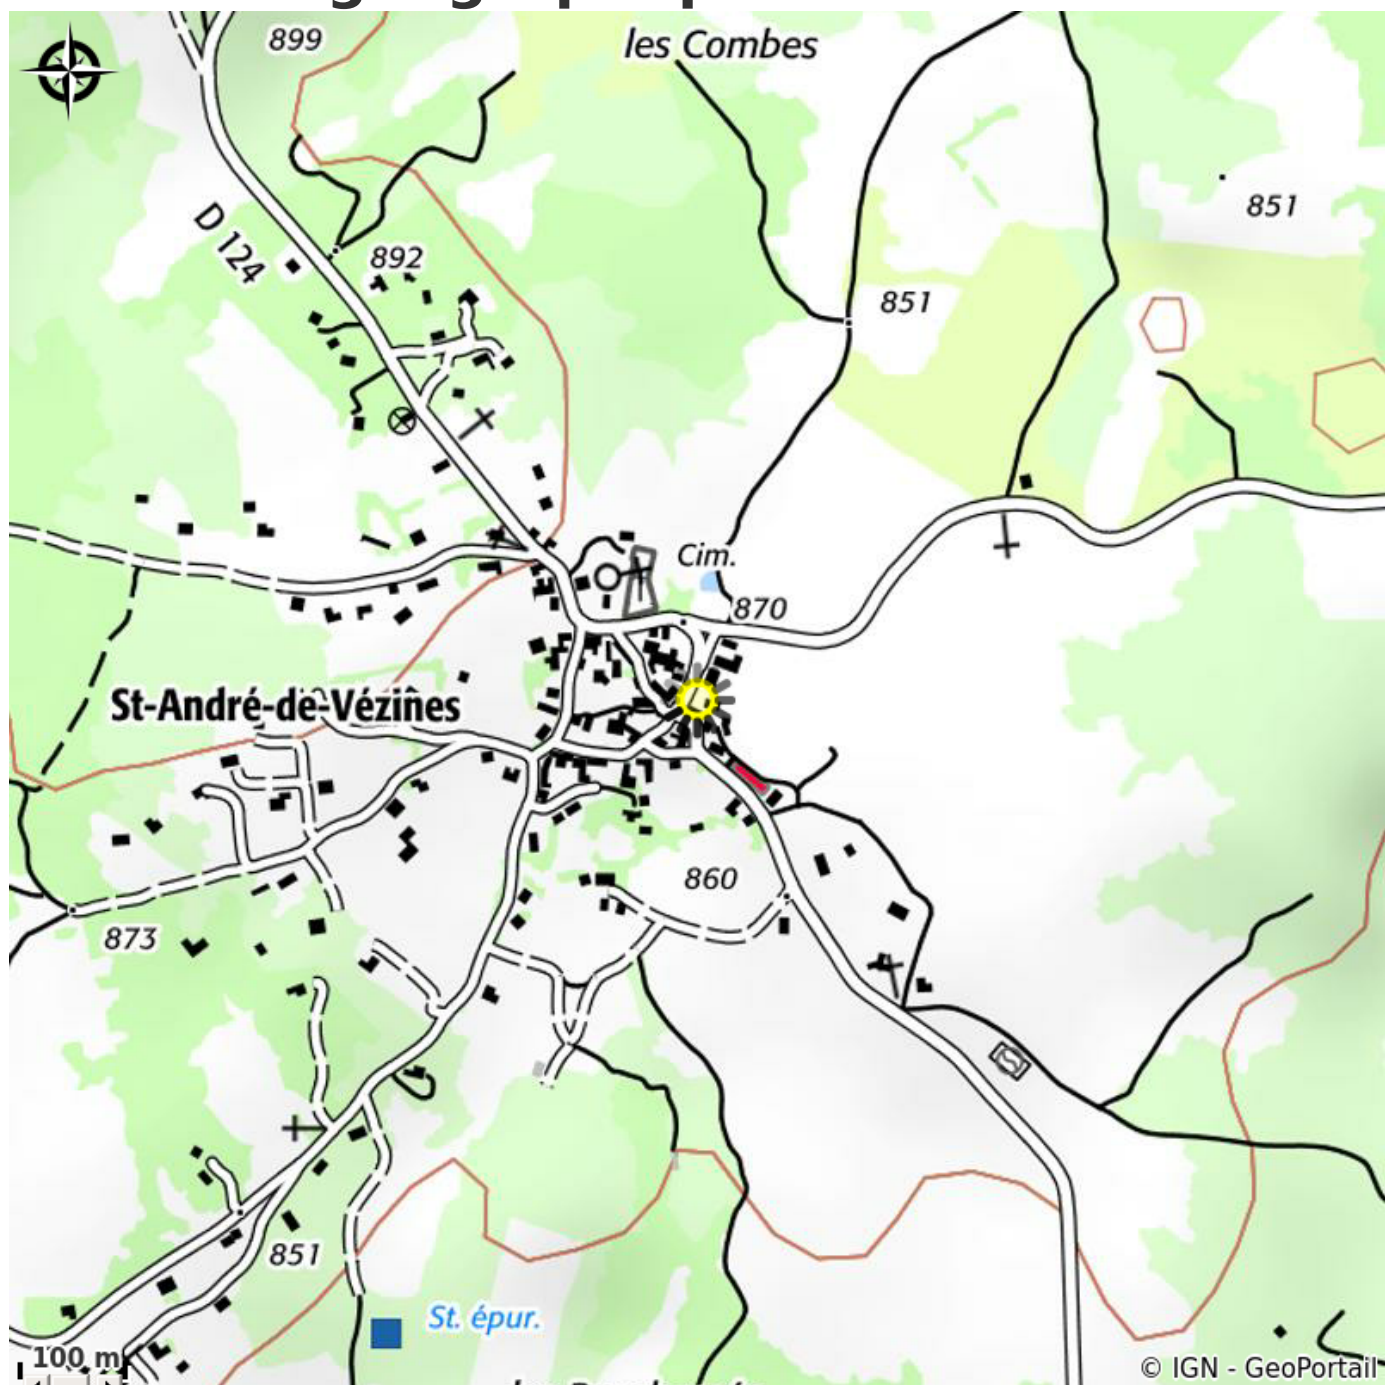 899
les Combes
851
D 124
892
851
Cim.
870
St-André-de-Vézines
860
873
851
St. épur.
100 m
© IGN - GeoPortail